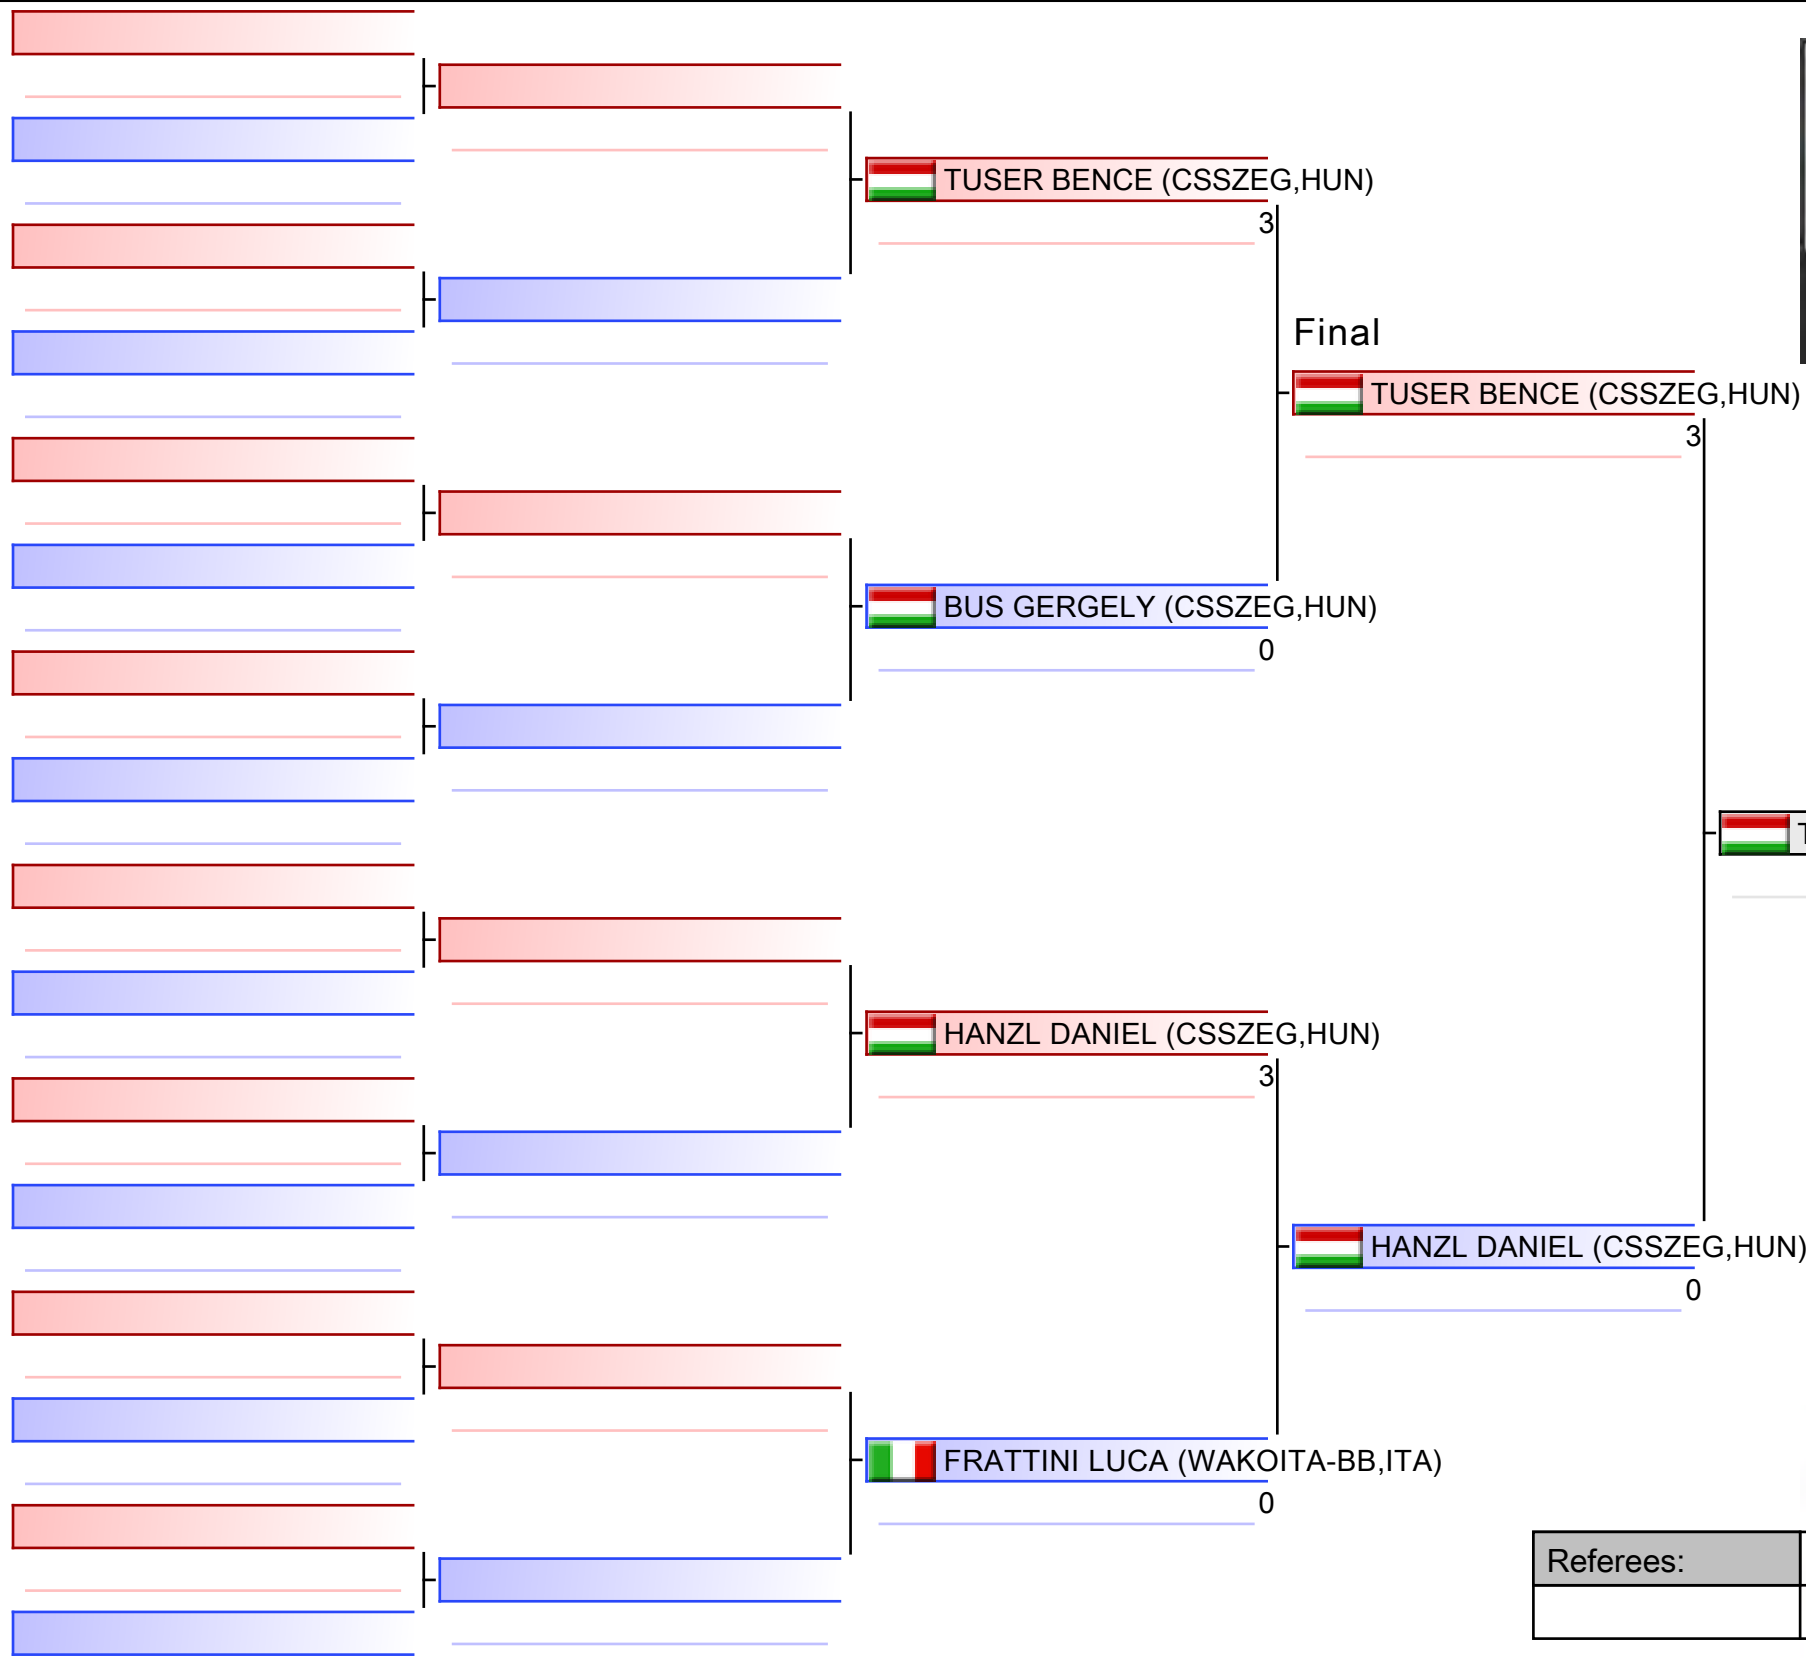 TUSER BENCE (CSSZEG,HUN)
3
Final
TUSER BENCE (CSSZEG,HUN)
3
BUS GERGELY (CSSZEG,HUN)
0
HANZL DANIEL (CSSZEG,HUN)
3
HANZL DANIEL (CSSZEG,HUN)
0
FRATTINI LUCA (WAKOITA-BB,ITA)
0
Referees: